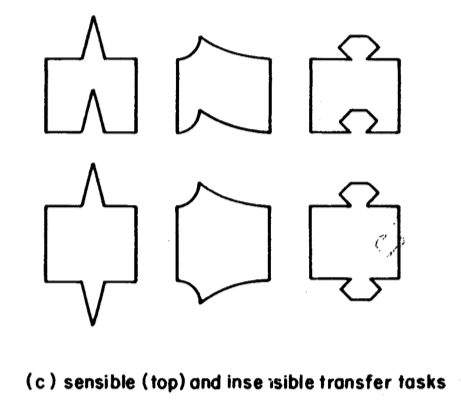 (c) sensible (top) and insensible transfer tasks